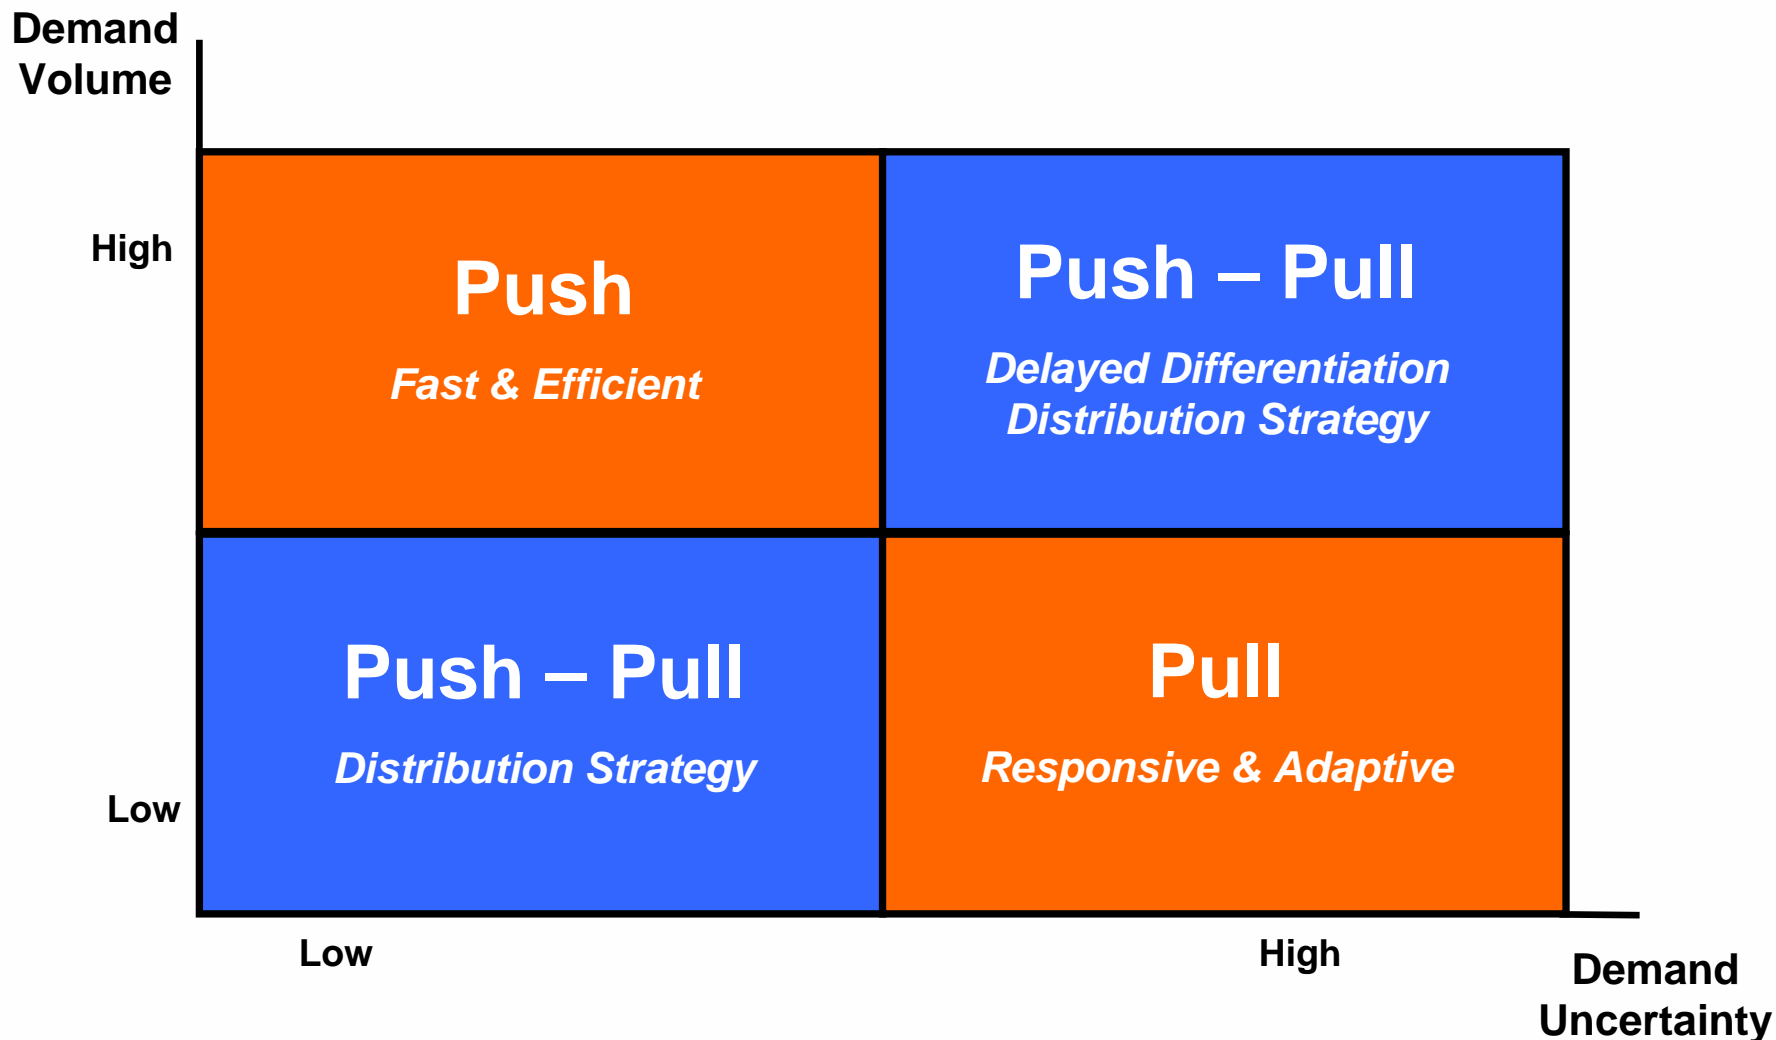 Demand
Volume
High
Push
Fast & Efficient
Push – Pull
Delayed Differentiation
Distribution Strategy
Push – Pull
Distribution Strategy
Pull
Responsive & Adaptive
Low
Low
High
Demand
Uncertainty